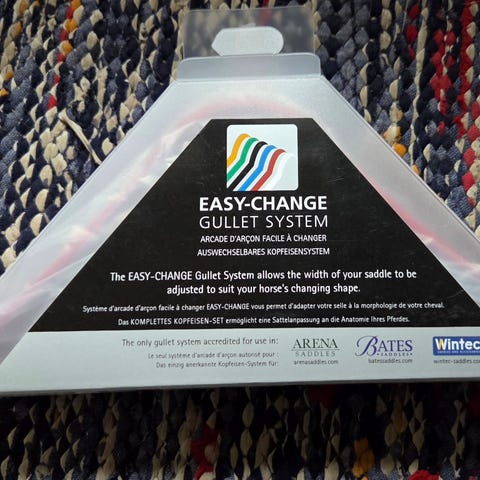 EASY-CHANGE
GULLET SYSTEM
ARCADE D'ARÇON FACILE À CHANGER
AUSWECHSELBARES KOPFEISENSYSTEM
The EASY-CHANGE Gullet System allows the width of your saddle to be
adjusted to suit your horse's changing shape.
Système d'arcade d'arçon facile à changer EASY-CHANGE vous permet d'adapter votre selle à la morphologie de votre cheval.
Das KOMPLETTES KOPFEISEN-SET ermöglicht eine Sattelanpassung an die Anatomie Ihres Pferdes.
The only gullet system accredited for use in:
Le seul système d'arcade d'arçon autorisé pour :
Das einzig anerkannte Kopfeisen-System für:
ARENA
SADDLES
arenasaddles.com
BATES
SADDLES
batessaddles.com
Wintec
wintec-saddles.co